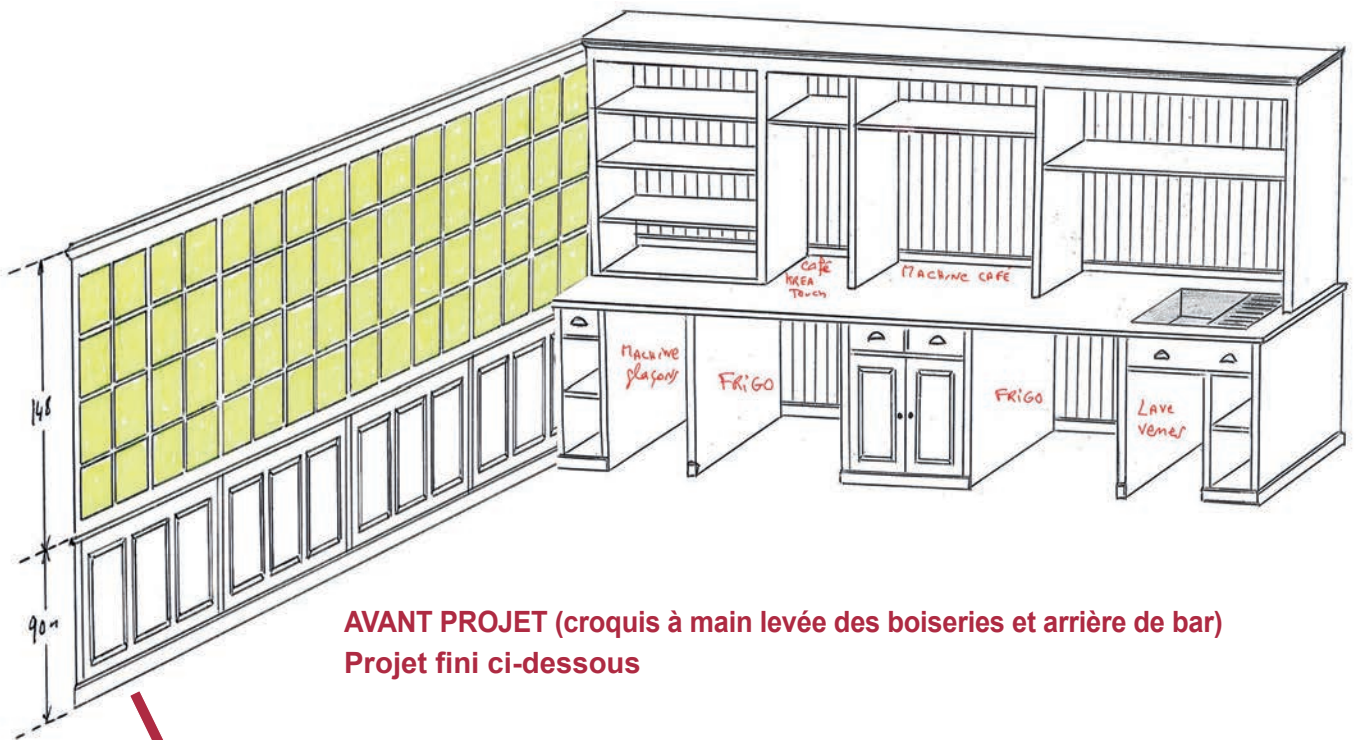 café
KREA
Touch
MACHINE CAFÉ
MACHINE
glaçons
FRIGO
FRIGO
LAVE
verres
148
90
AVANT PROJET (croquis à main levée des boiseries et arrière de bar)
Projet fini ci-dessous